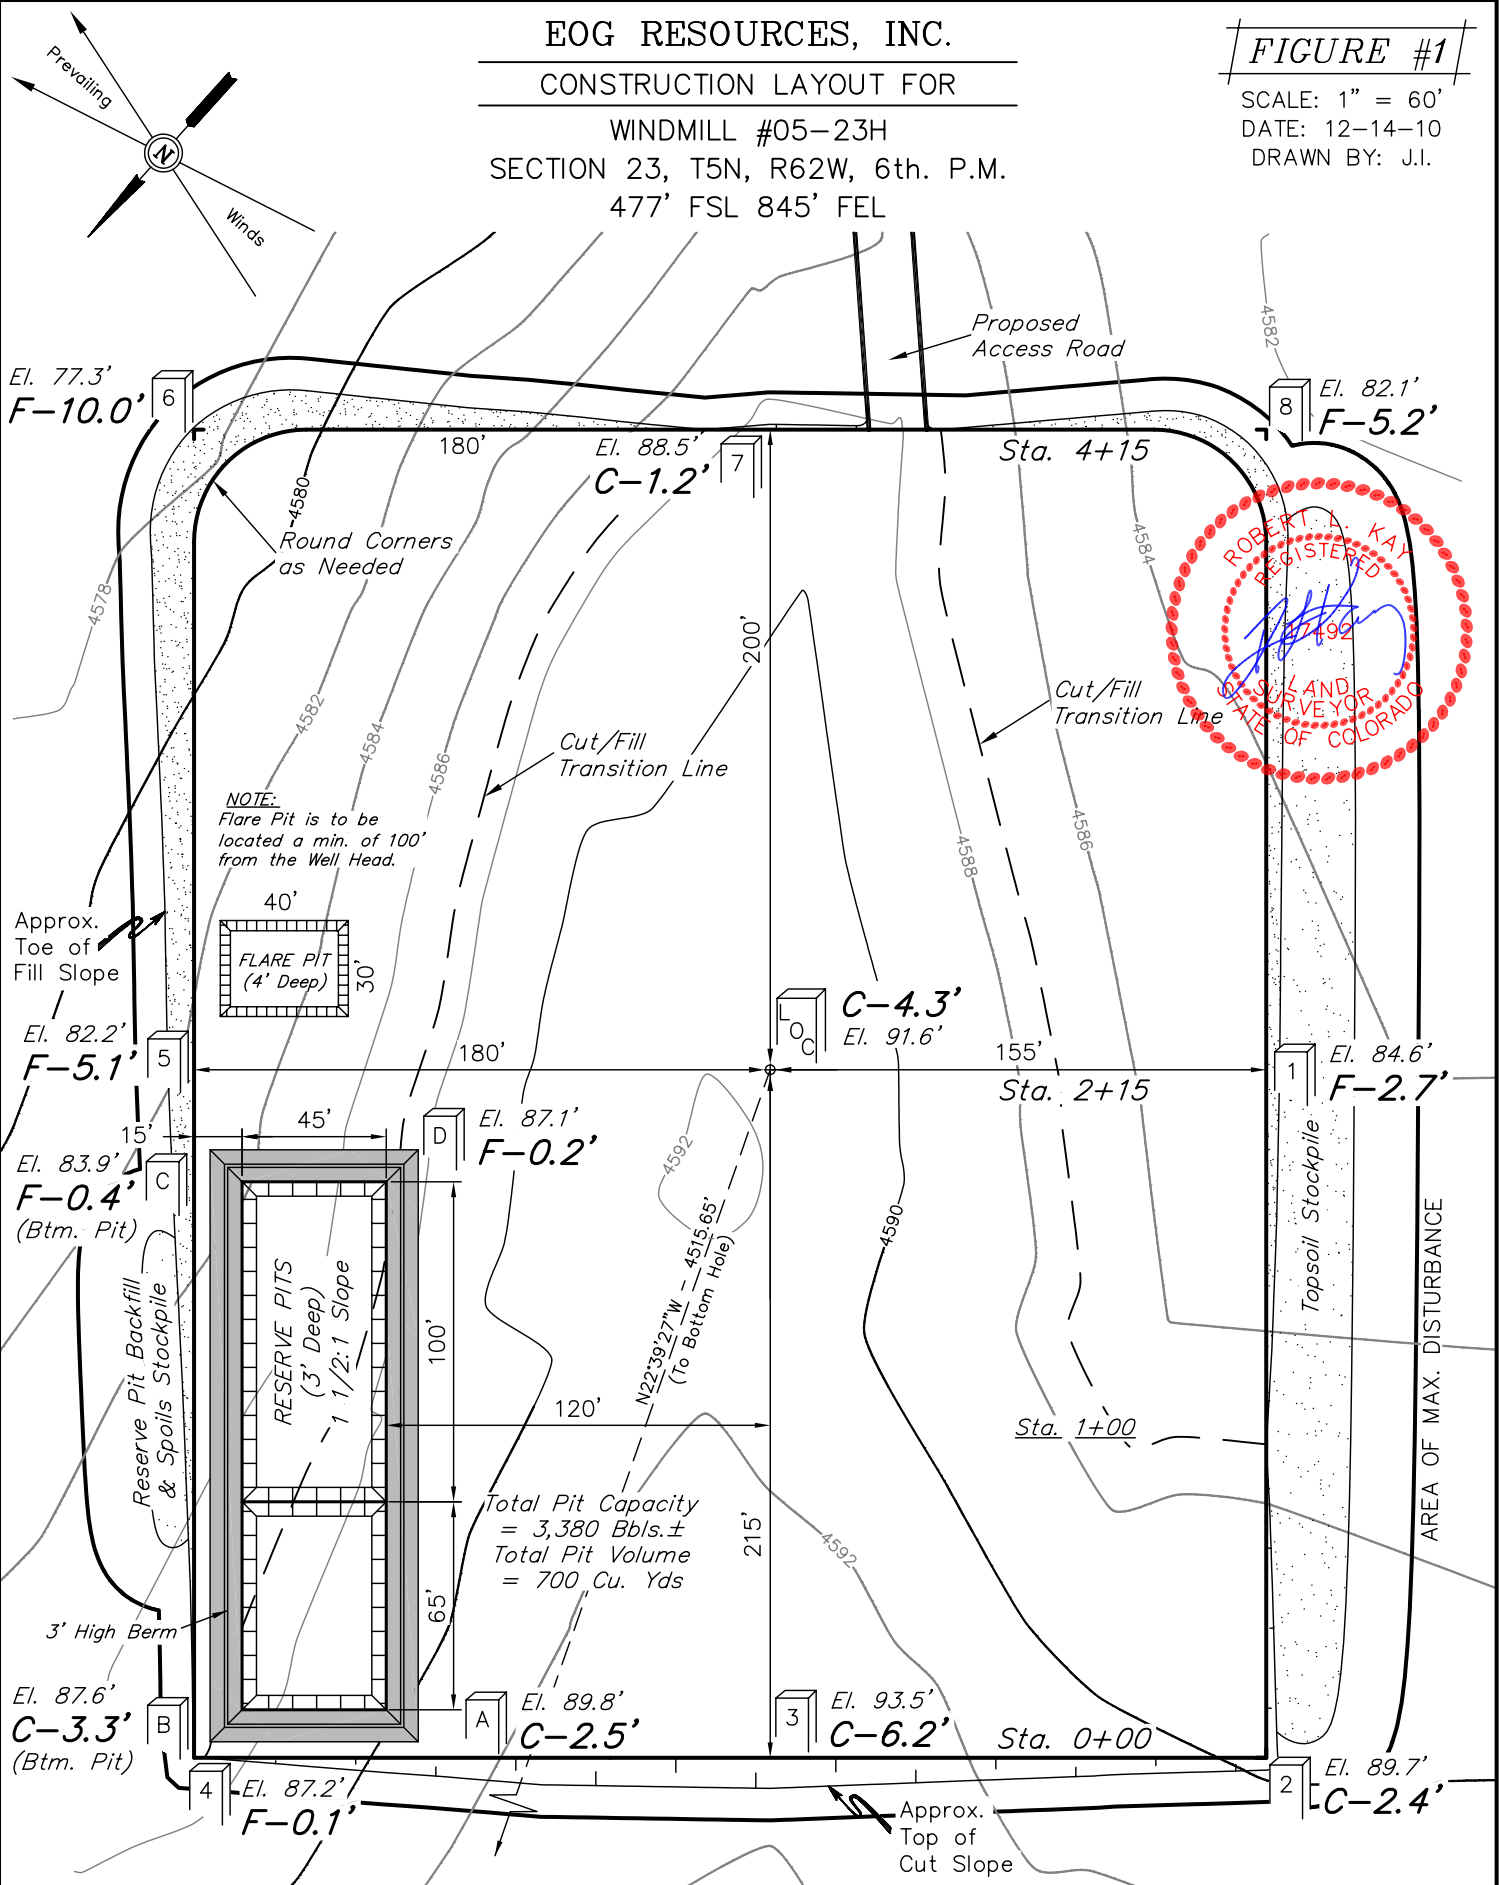 EOG RESOURCES, INC.
CONSTRUCTION LAYOUT FOR
WINDMILL #05-23H
SECTION 23, T5N, R62W, 6th. P.M.
477' FSL 845' FEL
FIGURE #1
SCALE: 1" = 60'
DATE: 12-14-10
DRAWN BY: J.I.
Prevailing
N
Winds
Proposed
Access Road
4582
El. 77.3'
F-10.0'
6
180'
El. 88.5'
C-1.2'
7
Sta. 4+15
8
El. 82.1'
F-5.2'
4580
Round Corners
as Needed
4578
4584
ROBERT L. KAY
REGISTERED
17492
LAND
SURVEYOR
STATE OF COLORADO
200'
Cut/Fill
Transition Line
Cut/Fill
Transition Line
4582
4584
4586
4588
4586
NOTE:
Flare Pit is to be
located a min. of 100'
from the Well Head.
40'
FLARE PIT
(4' Deep)
30'
Approx.
Toe of
Fill Slope
El. 82.2'
F-5.1'
5
180'
LOC
C-4.3'
El. 91.6'
155'
Sta. 2+15
1
El. 84.6'
F-2.7'
15'
45'
D
El. 87.1'
F-0.2'
El. 83.9'
F-0.4'
(Btm. Pit)
C
4592
4590
N22°39'27"W - 4515.65'
(To Bottom Hole)
Topsoil Stockpile
AREA OF MAX. DISTURBANCE
Reserve Pit Backfill
& Spoils Stockpile
RESERVE PITS
(3' Deep)
1 1/2:1 Slope
100'
120'
Sta. 1+00
Total Pit Capacity
= 3,380 Bbls.±
Total Pit Volume
= 700 Cu. Yds
215'
4592
65'
3' High Berm
El. 87.6'
C-3.3'
(Btm. Pit)
B
A
El. 89.8'
C-2.5'
3
El. 93.5'
C-6.2'
Sta. 0+00
4
El. 87.2'
F-0.1'
2
El. 89.7'
C-2.4'
Approx.
Top of
Cut Slope